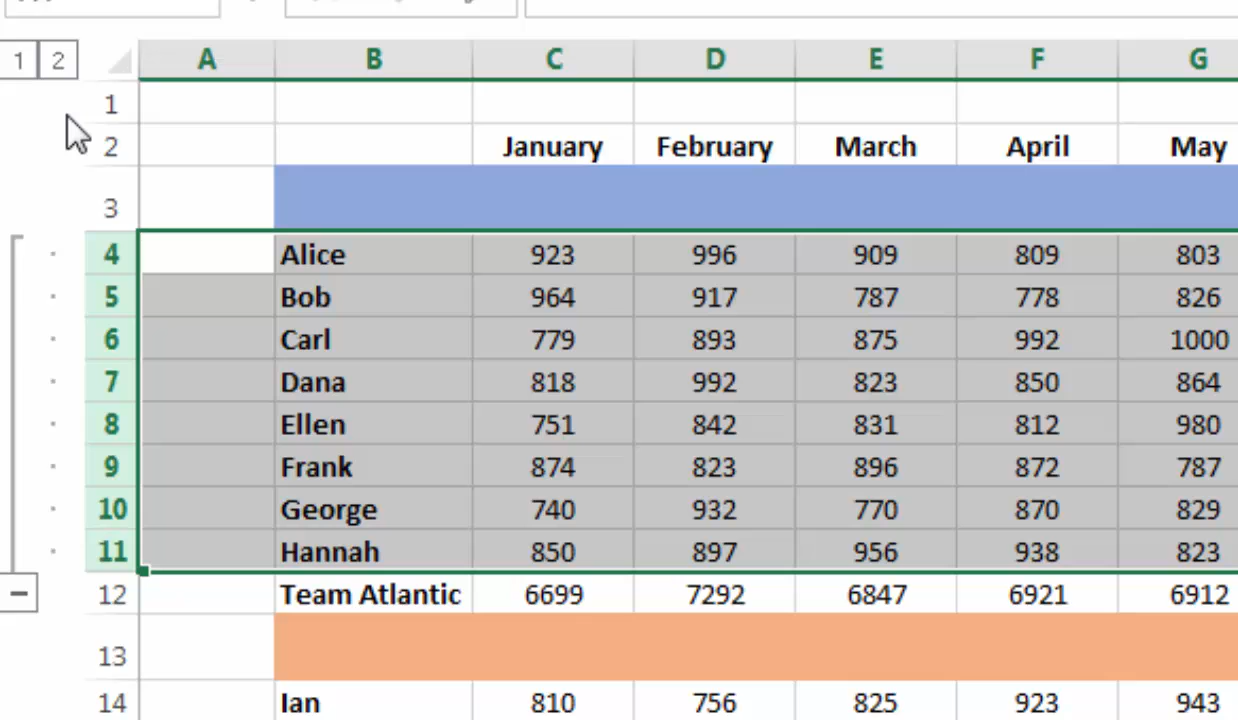 1 2 A B C D E F G
1
2 January February March April May
3
4 Alice 923 996 909 809 803
5 Bob 964 917 787 778 826
6 Carl 779 893 875 992 1000
7 Dana 818 992 823 850 864
8 Ellen 751 842 831 812 980
9 Frank 874 823 896 872 787
10 George 740 932 770 870 829
11 Hannah 850 897 956 938 823
12 Team Atlantic 6699 7292 6847 6921 6912
13
14 Ian 810 756 825 923 943